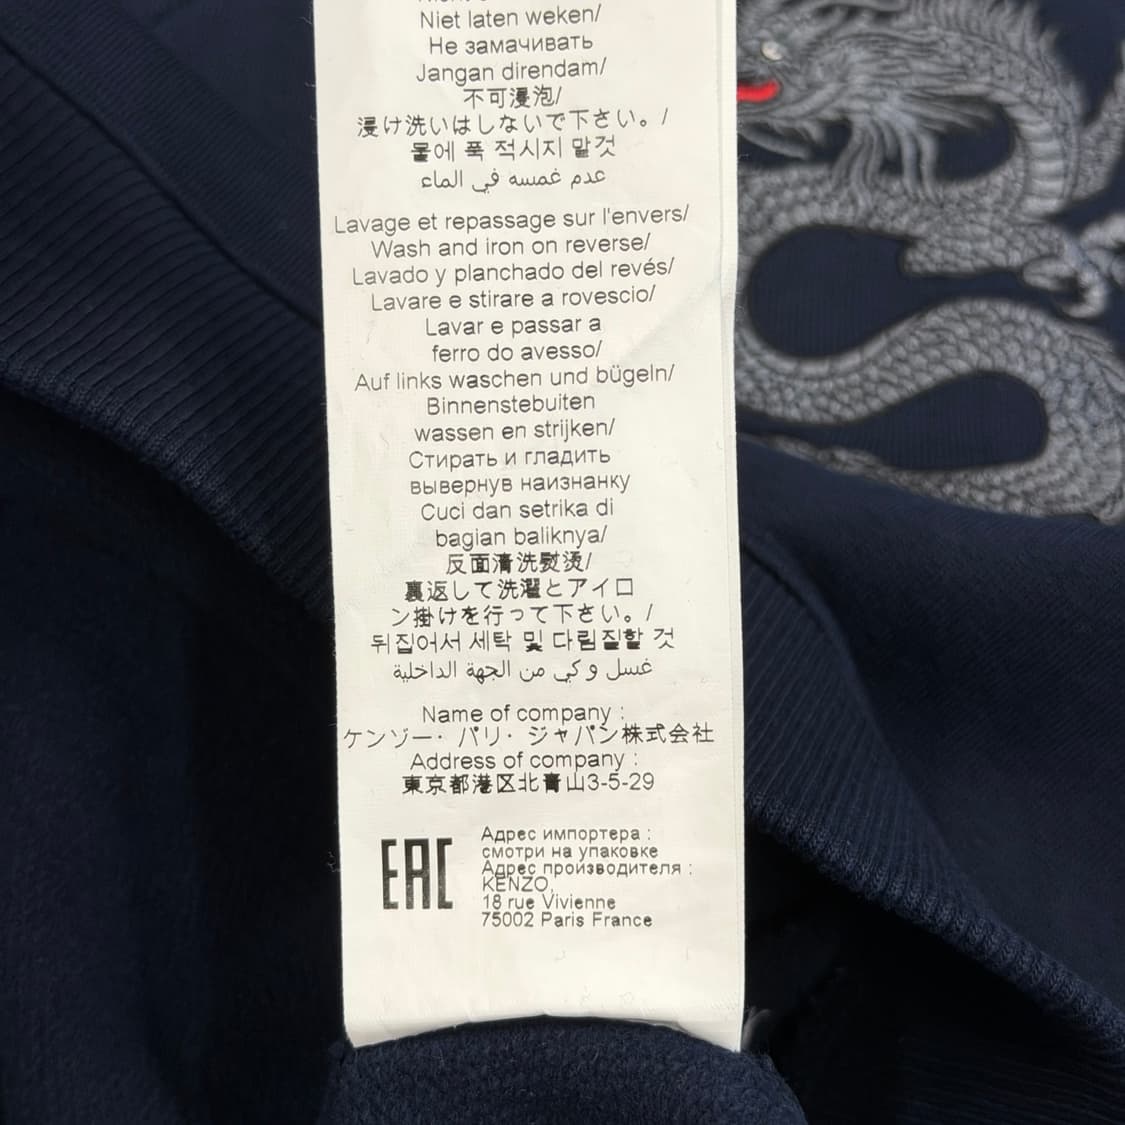 Niet laten weken/
Не замачивать
Jangan direndam/
不可浸泡/
浸け洗いはしないで下さい。/
물에 푹 적시지 말것
عدم غمسه في الماء
Lavage et repassage sur l'envers/
Wash and iron on reverse/
Lavado y planchado del revés/
Lavare e stirare a rovescio/
Lavar e passar a
ferro do avesso/
Auf links waschen und bügeln/
Binnenstebuiten
wassen en strijken/
Стирать и гладить
вывернув наизнанку
Cuci dan setrika di
bagian baliknya/
反面清洗熨烫/
裏返して洗濯とアイロ
ン掛けを行って下さい。/
뒤집어서 세탁 및 다림질할 것
غسل و كي من الجهة الداخلية
Name of company :
ケンゾー・パリ・ジャパン株式会社
Address of company :
東京都港区北青山3-5-29
EAC
Адрес импортера :
смотри на упаковке
Адрес производителя :
KENZO,
18 rue Vivienne
75002 Paris France